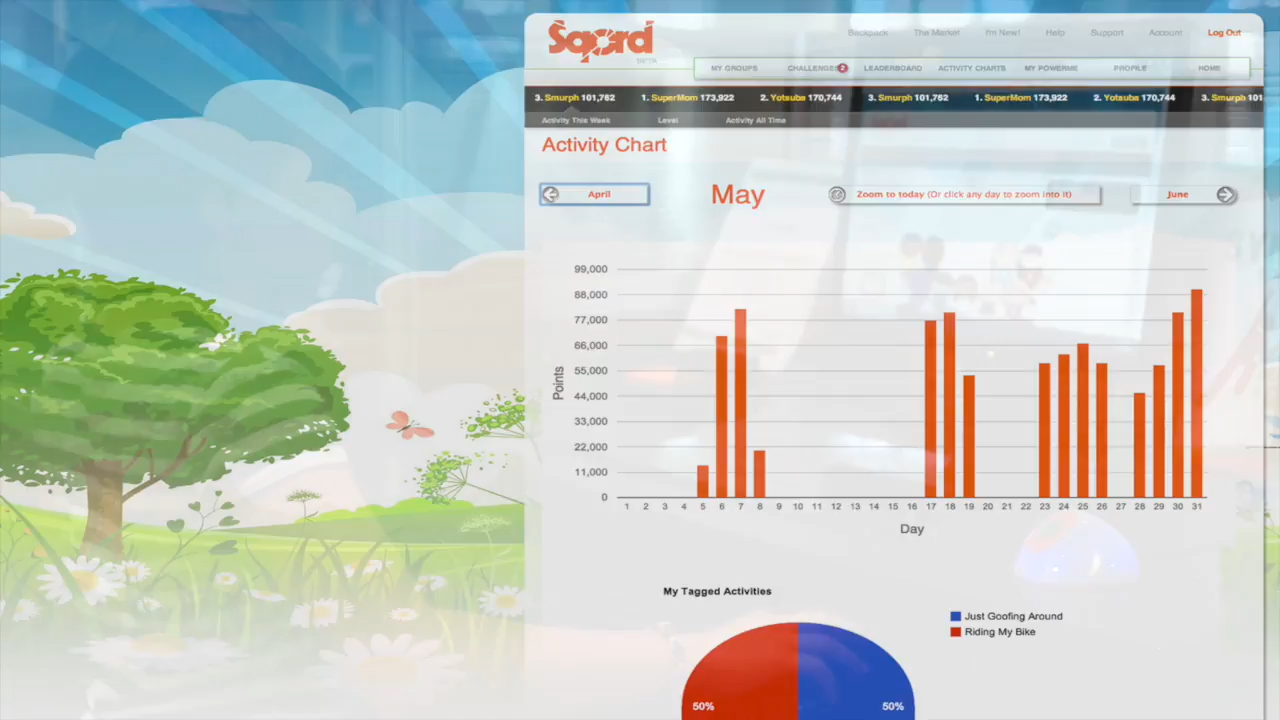 Sqord
BETA
Backpack The Market I'm New! Help Support Account Log Out
MY GROUPS CHALLENGES 2 LEADERBOARD ACTIVITY CHARTS MY POWERME PROFILE HOME
3. Smurph 101,762 1. SuperMom 173,922 2. Yotsuba 170,744 3. Smurph 101,762 1. SuperMom 173,922 2. Yotsuba 170,744 3. Smurph 101
Activity This Week Level Activity All Time
Activity Chart
April May Zoom to today (Or click any day to zoom into it) June
99,000
88,000
77,000
66,000
55,000
44,000
33,000
22,000
11,000
0
Points
1 2 3 4 5 6 7 8 9 10 11 12 13 14 15 16 17 18 19 20 21 22 23 24 25 26 27 28 29 30 31
Day
My Tagged Activities
Just Goofing Around
Riding My Bike
50% 50%